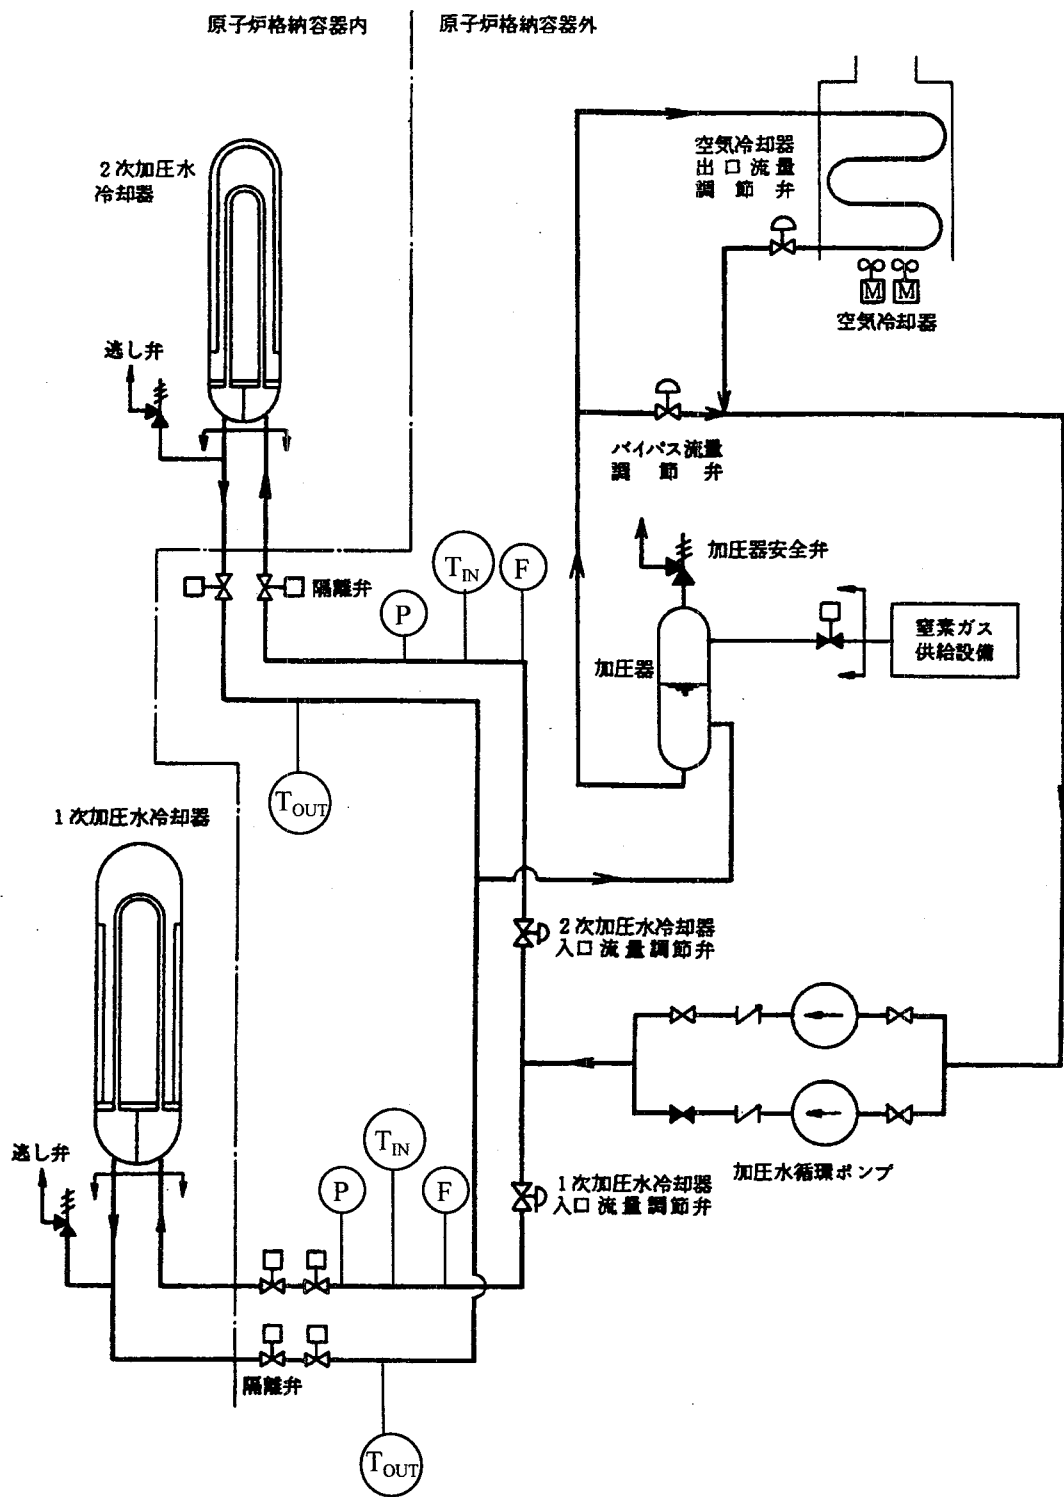 原子炉格納容器内
原子炉格納容器外
2次加圧水
冷却器
空気冷却器
出口流量
調節弁
M
M
空気冷却器
逃し弁
バイパス流量
調節弁
加圧器安全弁
T_IN
F
P
隔離弁
窒素ガス
供給設備
加圧器
T_OUT
1次加圧水冷却器
2次加圧水冷却器
入口流量調節弁
加圧水循環ポンプ
T_IN
P
F
1次加圧水冷却器
入口流量調節弁
逃し弁
隔離弁
T_OUT